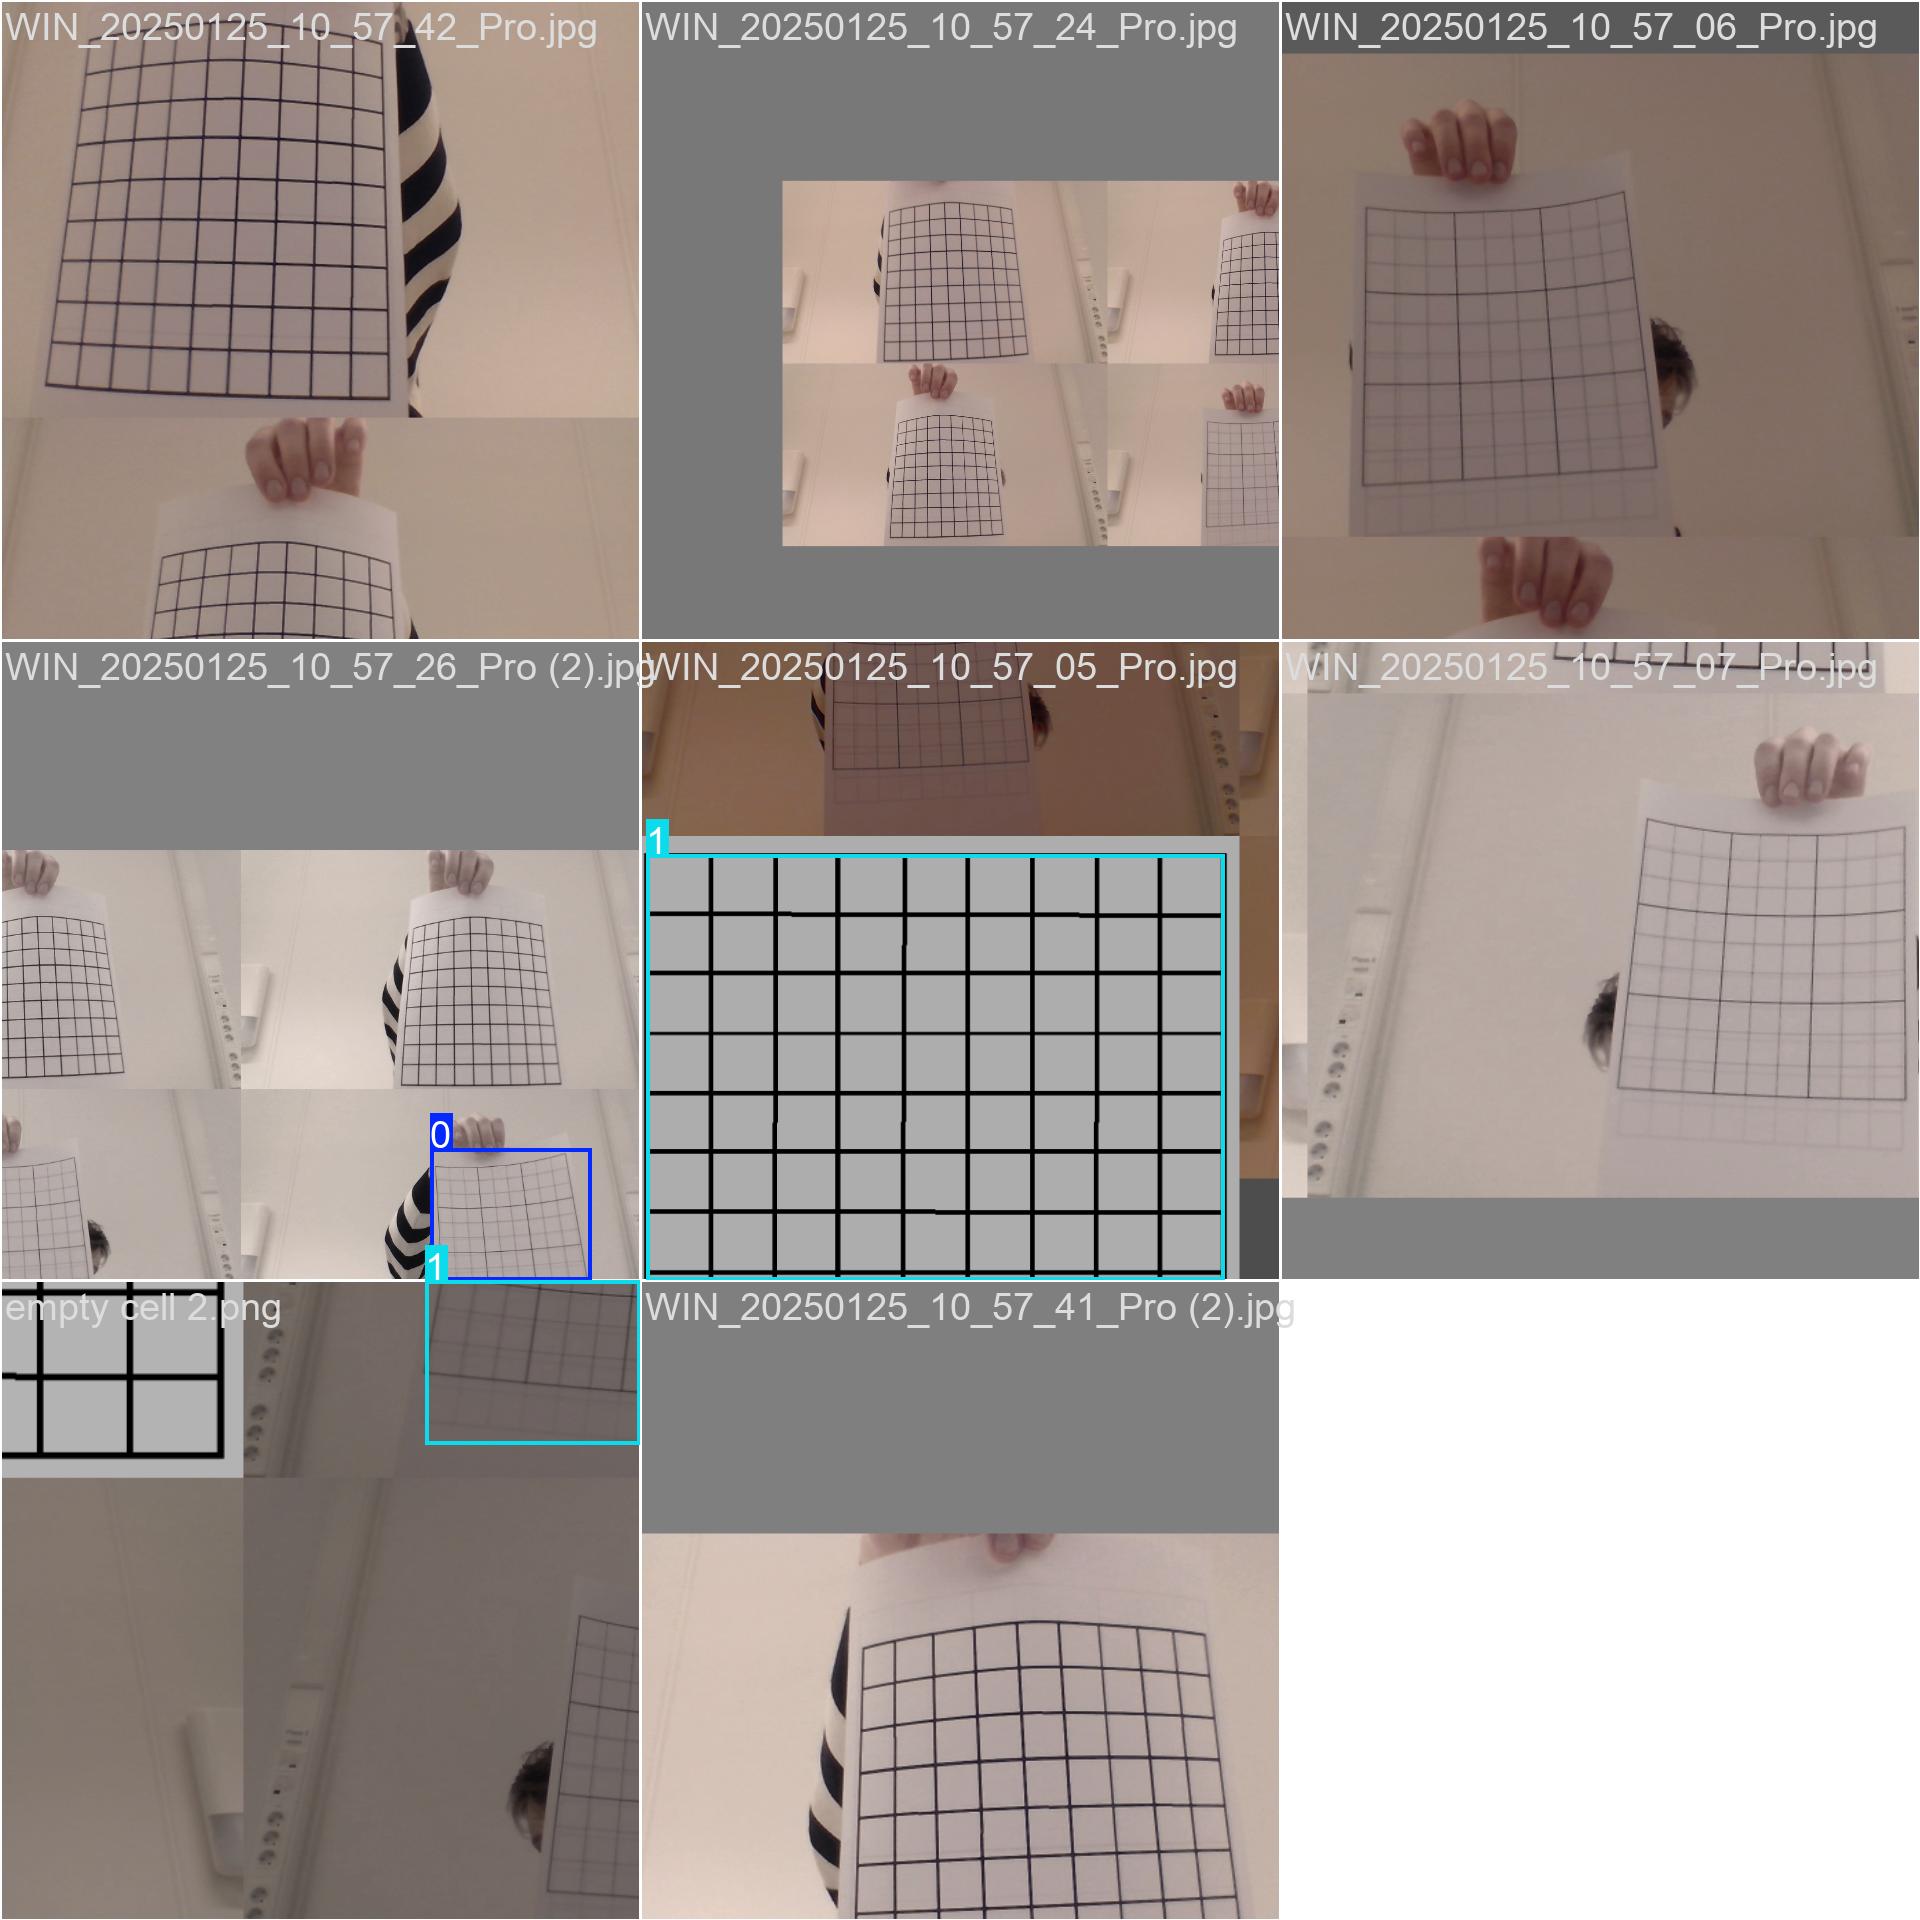 WIN_20250125_10_57_42_Pro.jpg
WIN_20250125_10_57_24_Pro.jpg
WIN_20250125_10_57_06_Pro.jpg
WIN_20250125_10_57_26_Pro (2).jpg
WIN_20250125_10_57_05_Pro.jpg
WIN_20250125_10_57_07_Pro.jpg
1
0
1
empty cell 2.png
WIN_20250125_10_57_41_Pro (2).jpg